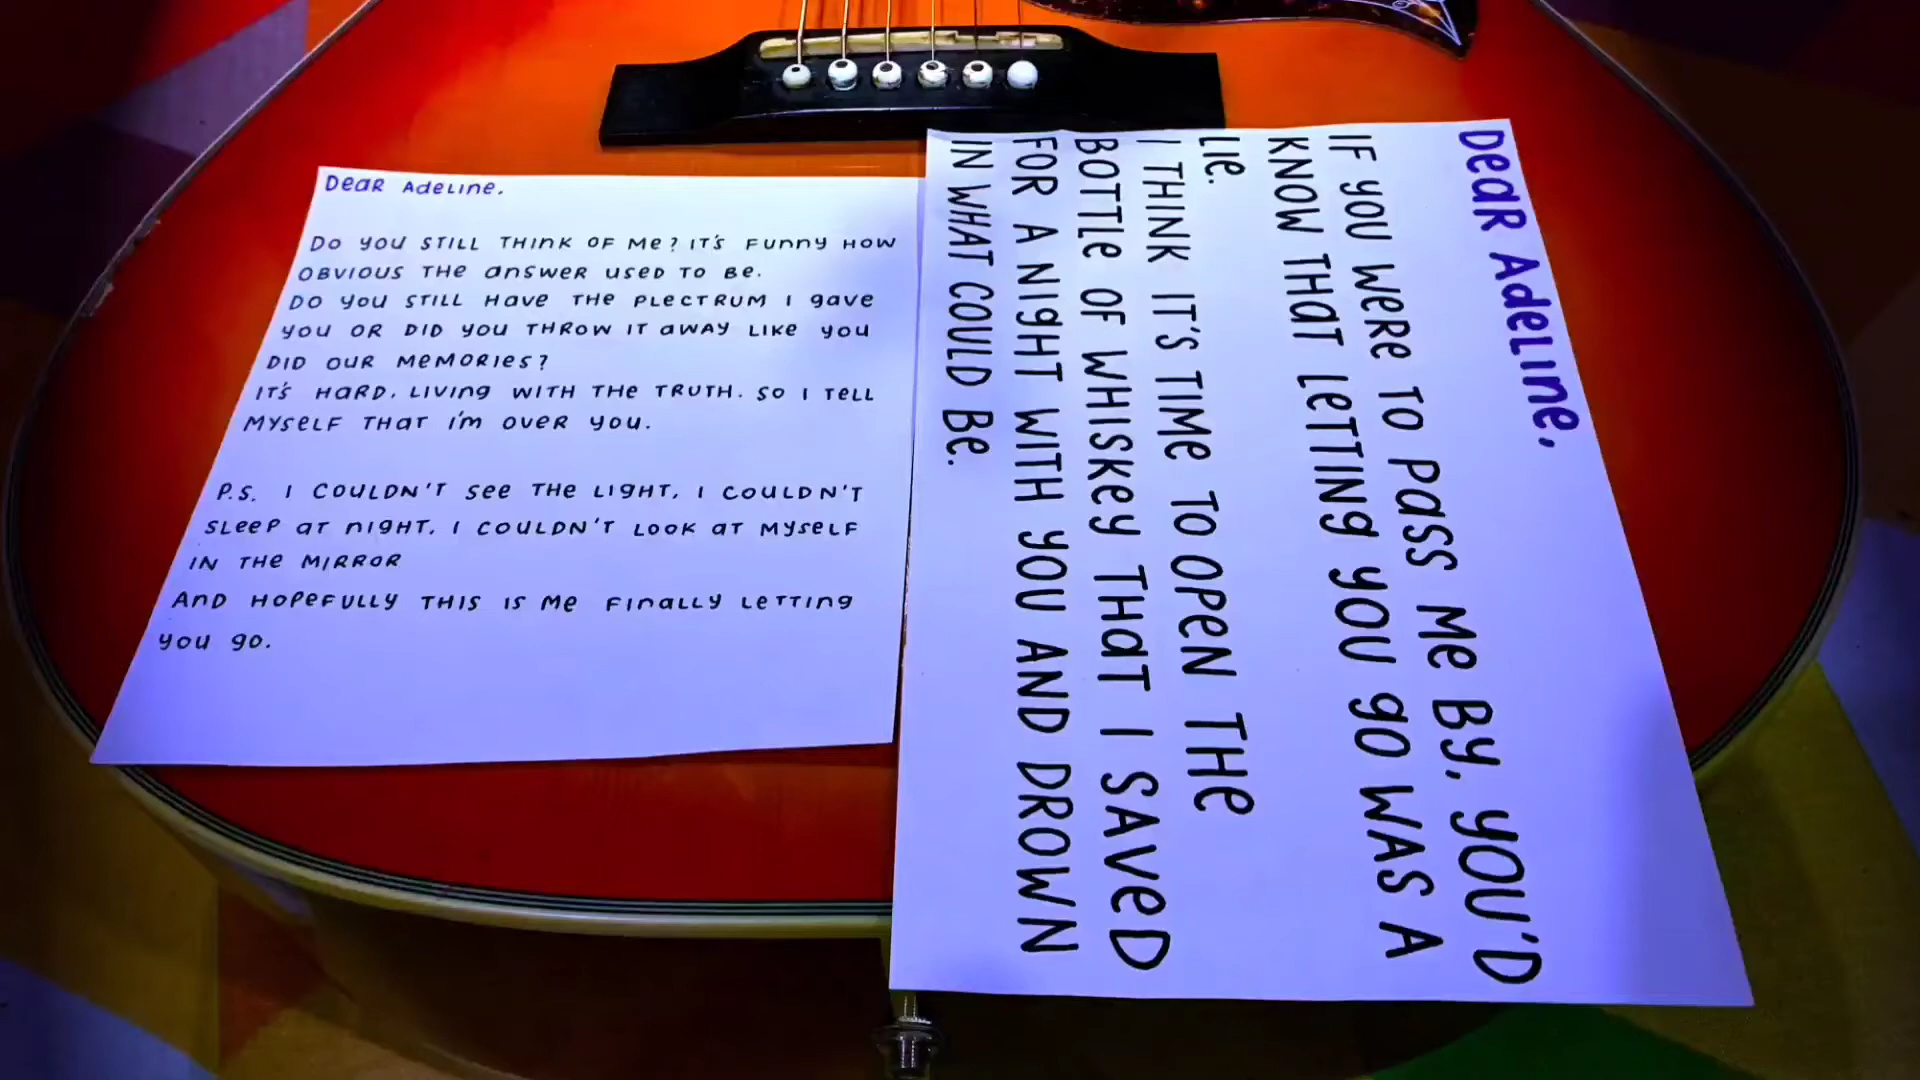 Dear Adeline,
Do you still think of me? It's funny how
obvious the answer used to be.
Do you still have the plectrum I gave
you or did you throw it away like you
did our memories?
It's hard, living with the truth. So I tell
myself that i'm over you.
P.S. I couldn't see the light, I couldn't
sleep at night, I couldn't look at myself
in the mirror
And hopefully this is me finally letting
you go.
Dear Adeline,
If you were to pass me by, you'd
know that letting you go was a
lie.
I think it's time to open the
bottle of whiskey that I saved
for a night with you and drown
in what could be.